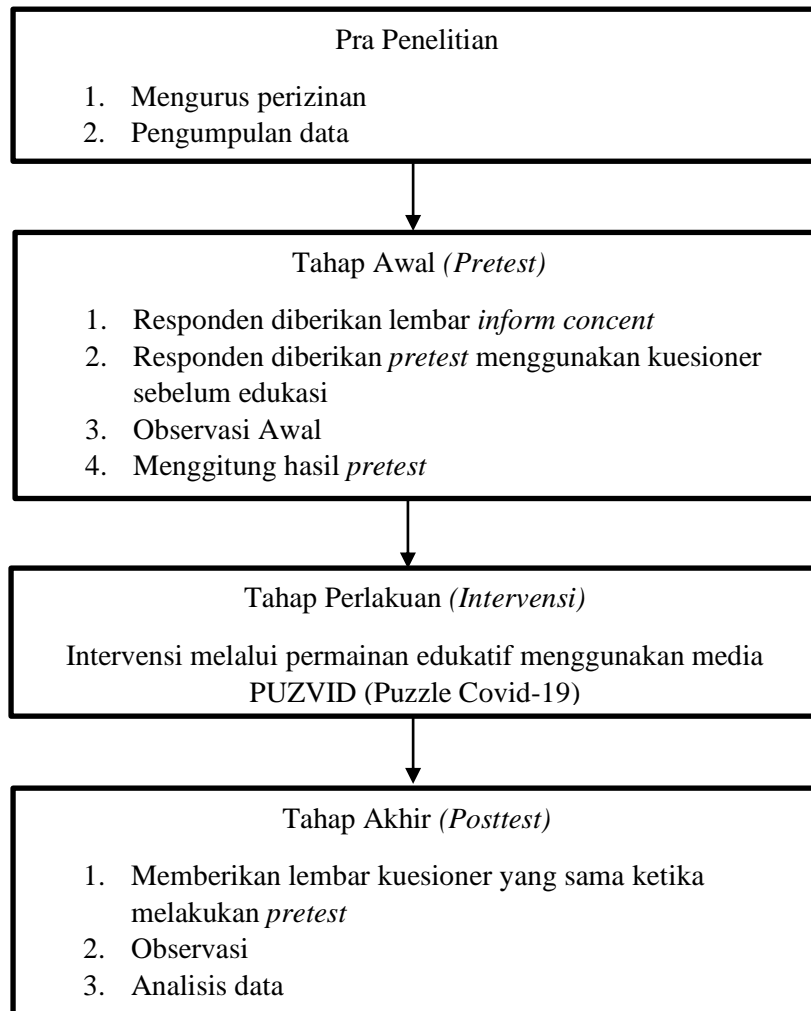 Pra Penelitian
1. Mengurus perizinan
2. Pengumpulan data
Tahap Awal (Pretest)
1. Responden diberikan lembar inform concent
2. Responden diberikan pretest menggunakan kuesioner
sebelum edukasi
3. Observasi Awal
4. Menggitung hasil pretest
Tahap Perlakuan (Intervensi)
Intervensi melalui permainan edukatif menggunakan media
PUZVID (Puzzle Covid-19)
Tahap Akhir (Posttest)
1. Memberikan lembar kuesioner yang sama ketika
melakukan pretest
2. Observasi
3. Analisis data